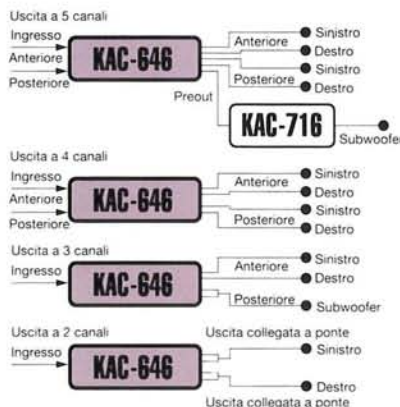 Uscita a 5 canali
Ingresso
Anteriore
Posteriore
KAC-646
Anteriore
Sinistro
Destro
Posteriore
Sinistro
Destro
Preout
KAC-716
Subwoofer
Uscita a 4 canali
Ingresso
Anteriore
Posteriore
KAC-646
Anteriore
Sinistro
Destro
Posteriore
Sinistro
Destro
Uscita a 3 canali
Ingresso
KAC-646
Anteriore
Sinistro
Destro
Posteriore
Subwoofer
Uscita a 2 canali
Ingresso
KAC-646
Uscita collegata a ponte
Sinistro
Destro
Uscita collegata a ponte